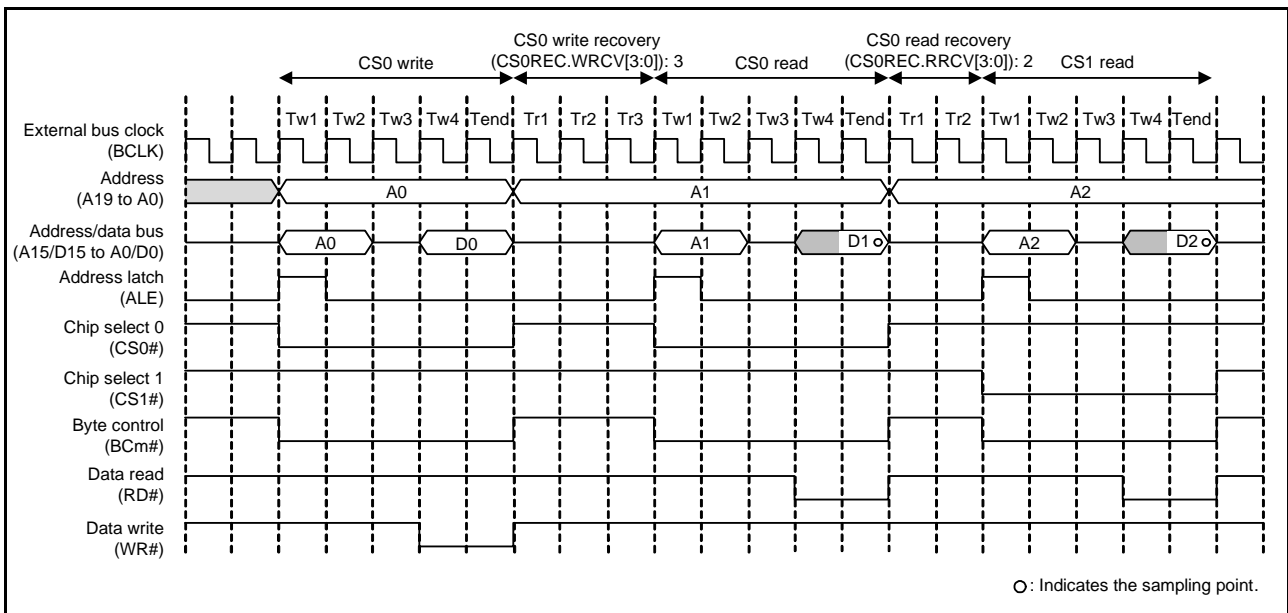 CS0 write recovery
(CS0REC.WRCV[3:0]): 3
CS0 read recovery
(CS0REC.RRCV[3:0]): 2
CS0 write
CS0 read
CS1 read
Tw1 Tw2 Tw3 Tw4 Tend Tr1 Tr2 Tr3 Tw1 Tw2 Tw3 Tw4 Tend Tr1 Tr2 Tw1 Tw2 Tw3 Tw4 Tend
External bus clock
(BCLK)
Address
(A19 to A0)
A0 A1 A2
Address/data bus
(A15/D15 to A0/D0)
A0 D0 A1 D1 A2 D2
Address latch
(ALE)
Chip select 0
(CS0#)
Chip select 1
(CS1#)
Byte control
(BCm#)
Data read
(RD#)
Data write
(WR#)
: Indicates the sampling point.